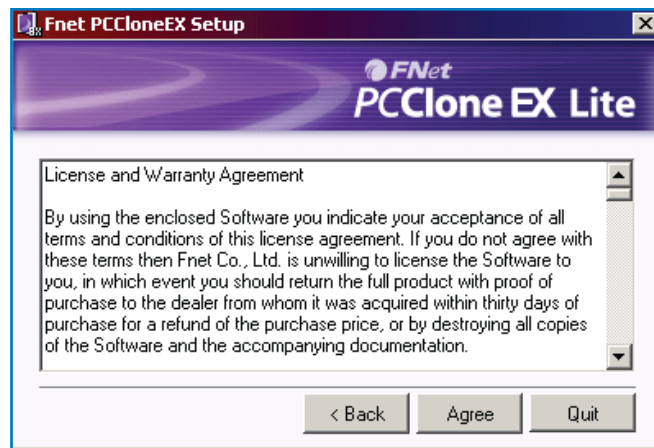 Fnet PCCloneEX Setup
FNet
PCClone EX Lite
License and Warranty Agreement
By using the enclosed Software you indicate your acceptance of all
terms and conditions of this license agreement. If you do not agree with
these terms then Fnet Co., Ltd. is unwilling to license the Software to
you, in which event you should return the full product with proof of
purchase to the dealer from whom it was acquired within thirty days of
purchase for a refund of the purchase price, or by destroying all copies
of the Software and the accompanying documentation.
< Back Agree Quit